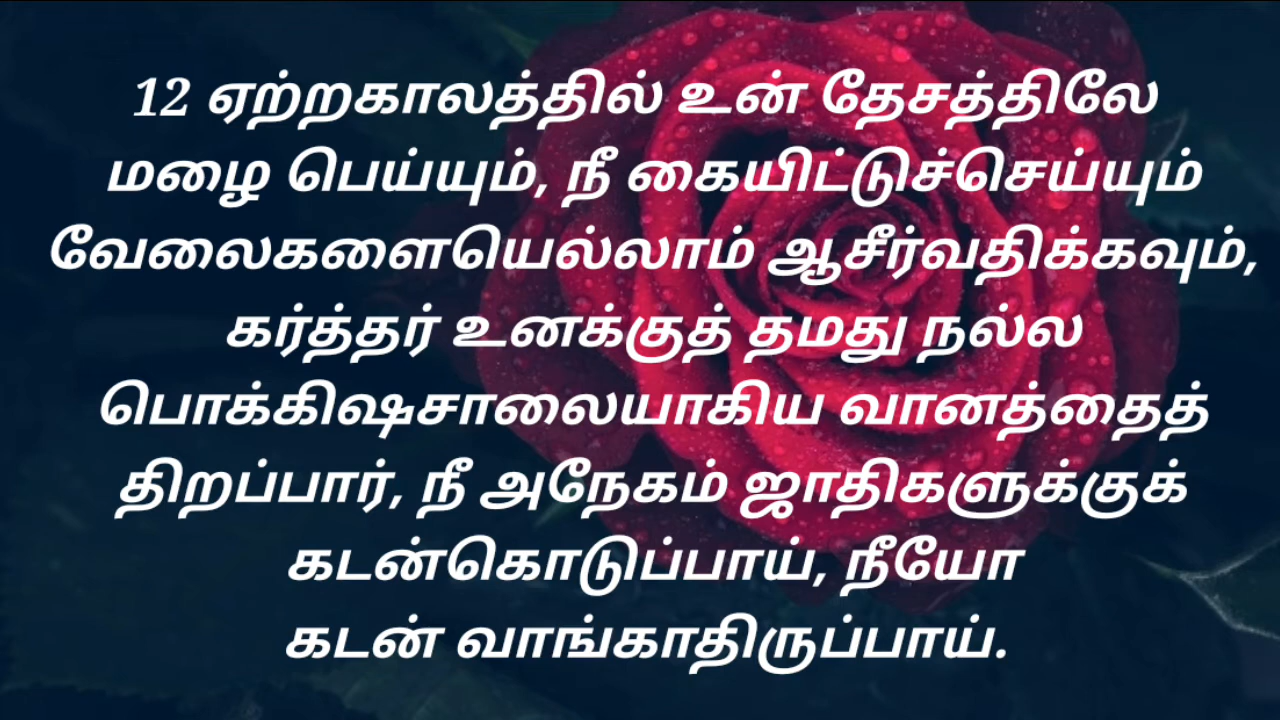 12 ஏற்றகாலத்தில் உன் தேசத்திலே
மழை பெய்யும், நீ கையிட்டுச்செய்யும்
வேலைகளையெல்லாம் ஆசீர்வதிக்கவும்,
கர்த்தர் உனக்குத் தமது நல்ல
பொக்கிஷசாலையாகிய வானத்தைத்
திறப்பார், நீ அநேகம் ஜாதிகளுக்குக்
கடன்கொடுப்பாய், நீயோ
கடன் வாங்காதிருப்பாய்.